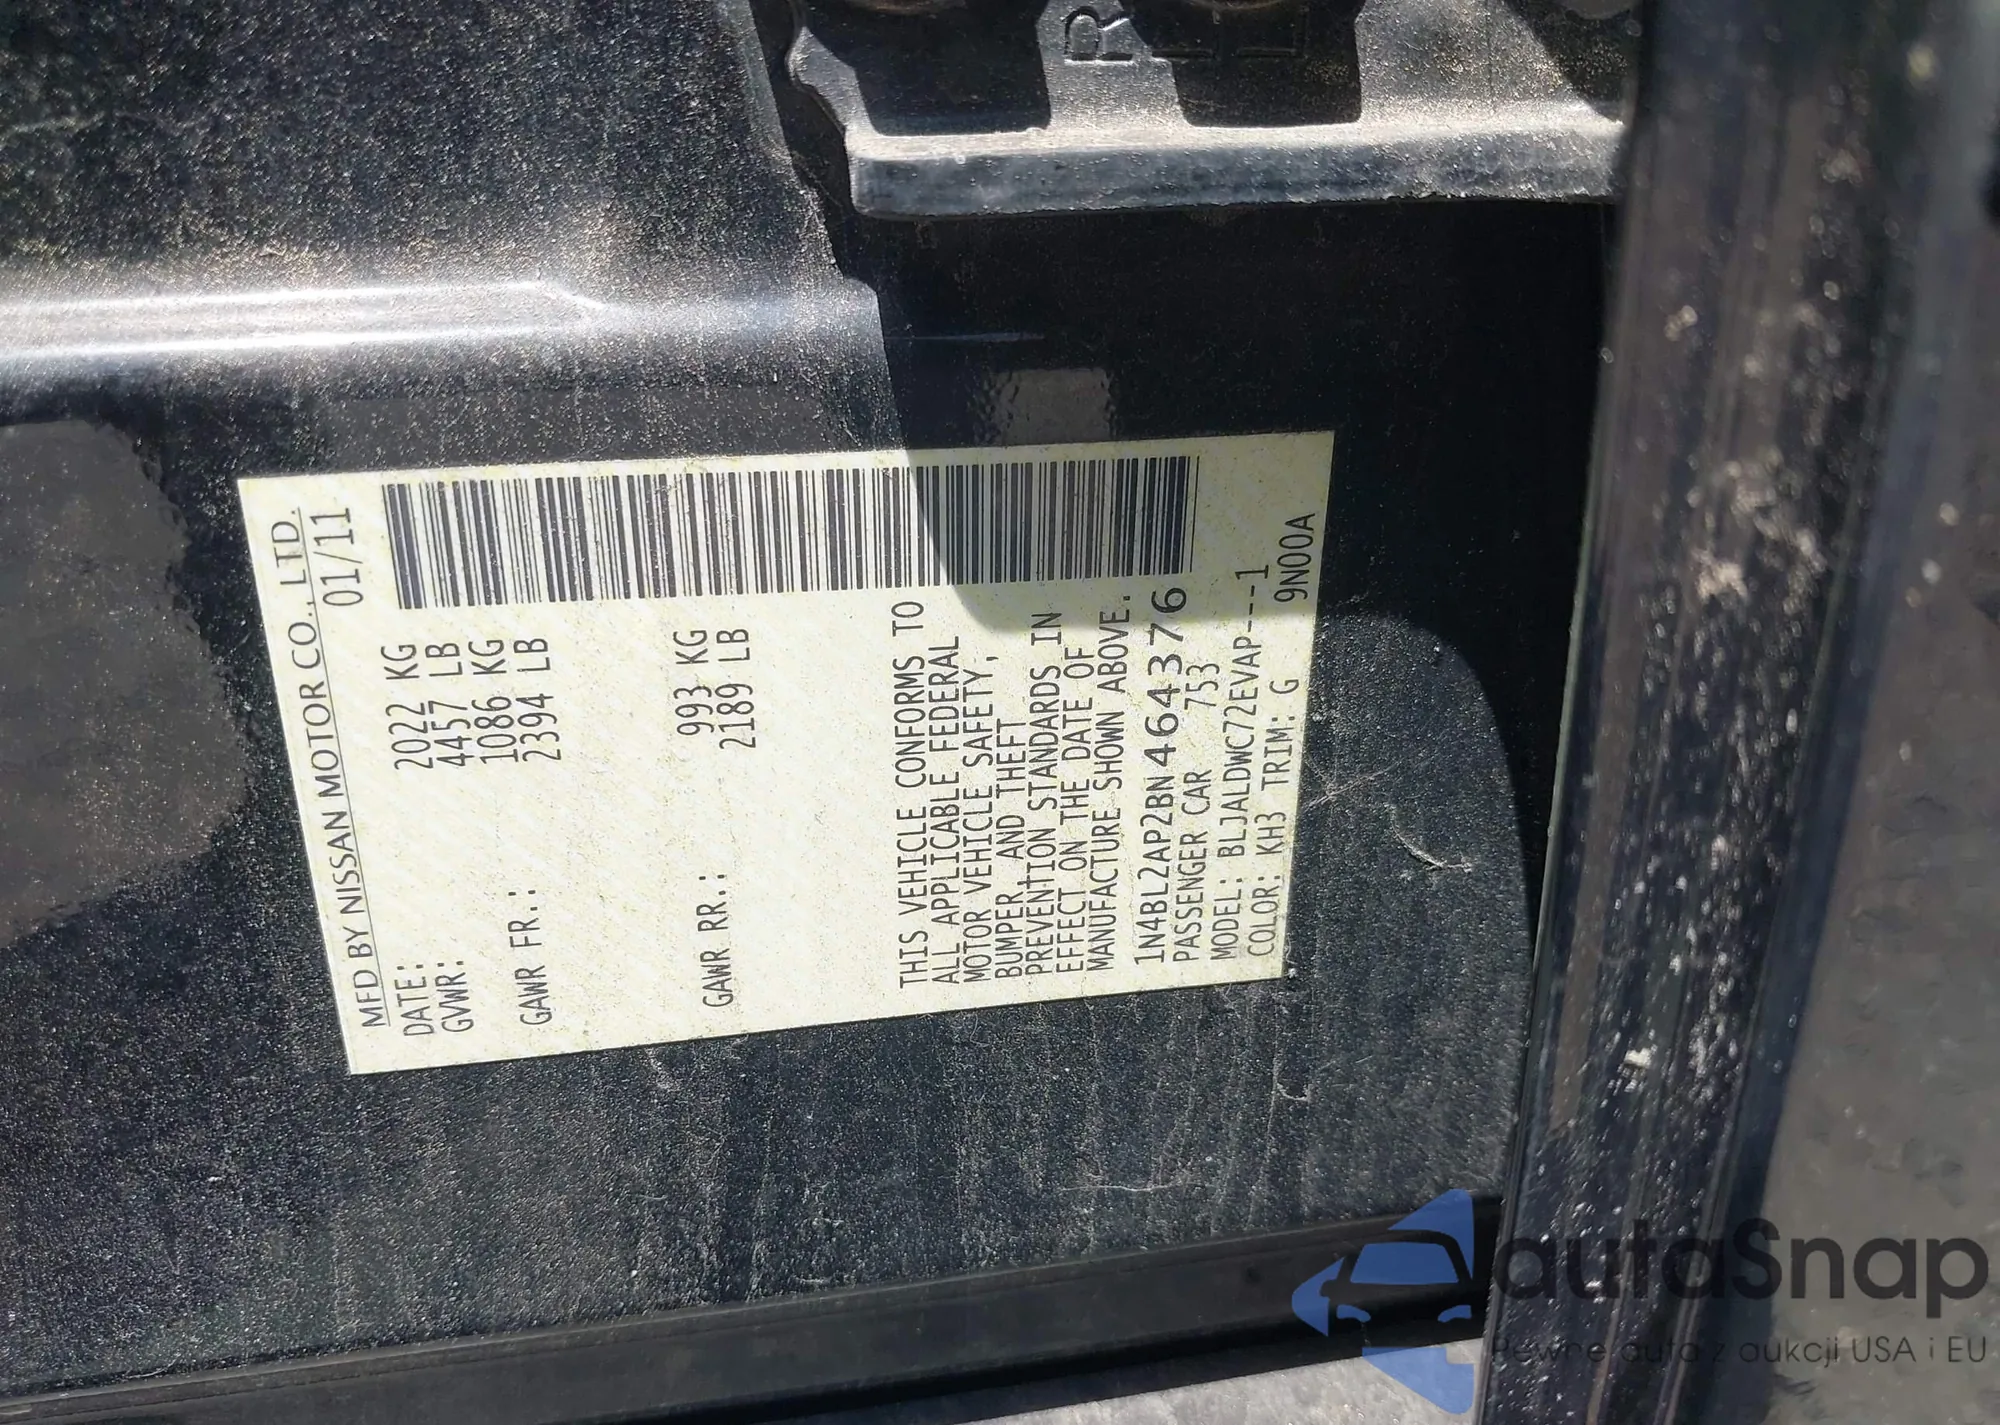 MFD BY NISSAN MOTOR CO., LTD.
DATE: 01/11
GVWR: 2022 KG
4457 LB
GAWR FR.: 1086 KG
2394 LB
GAWR RR.: 993 KG
2189 LB
THIS VEHICLE CONFORMS TO
ALL APPLICABLE FEDERAL
MOTOR VEHICLE SAFETY,
BUMPER, AND THEFT
PREVENTION STANDARDS IN
EFFECT ON THE DATE OF
MANUFACTURE SHOWN ABOVE.
1N4BL2AP2BN464376
PASSENGER CAR 753
MODEL: BLJALDWC72EVAP---1
COLOR: KH3 TRIM: G 9N00A
autaSnap
Pewne auta z aukcji USA i EU